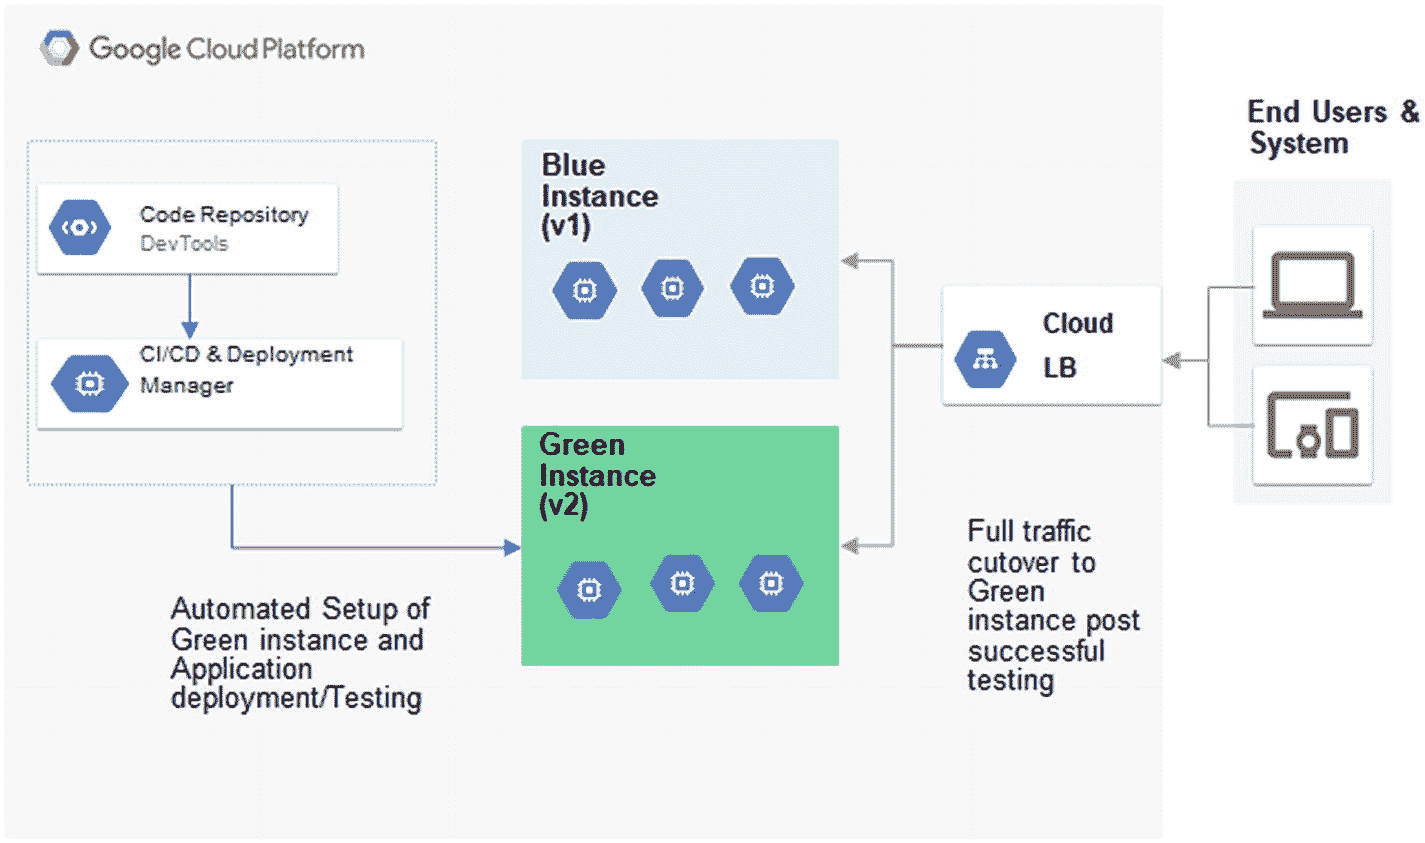 Google Cloud Platform
End Users &
System
Code Repository
DevTools
CI/CD & Deployment
Manager
Blue
Instance
(v1)
Green
Instance
(v2)
Cloud
LB
Automated Setup of
Green instance and
Application
deployment/Testing
Full traffic
cutover to
Green
instance post
successful
testing